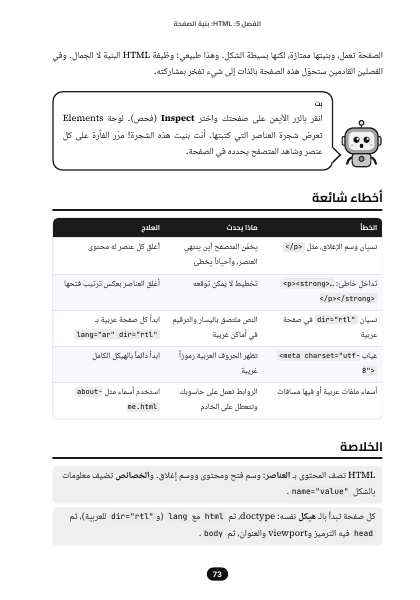 الفصل 5: HTML: بنية الصفحة
الصفحة تعمل، وبنيتها ممتازة، لكنها بسيطة الشكل. وهذا طبيعي: وظيفة HTML البنية لا الجمال. وفي
الفصلين القادمين ستحوّل هذه الصفحة بالذات إلى شيء تفخر بمشاركته.
بت
انقر بالزر الأيمن على صفحتك واختر Inspect (فحص). لوحة Elements
تعرض شجرة العناصر التي كتبتها. أنت بنيت هذه الشجرة! مرّر الفأرة على كل
عنصر وشاهد المتصفح يحدده في الصفحة.
أخطاء شائعة
الخطأ ماذا يحدث العلاج
نسيان وسم الإغلاق، مثل </p> يخمّن المتصفح أين ينتهي أغلق كل عنصر له محتوى
العنصر، وأحيانًا يخطئ
تداخل خاطئ: <p><strong>… تخطيط لا يمكن توقعه أغلق العناصر بعكس ترتيب فتحها
</p></strong>
نسيان dir="rtl" في صفحة النص ملتصق باليسار والترقيم ابدأ كل صفحة عربية بـ
عربية في أماكن غريبة lang="ar" dir="rtl"
غياب <meta charset="utf- تظهر الحروف العربية رموزاً ابدأ دائماً بالهيكل الكامل
8"> غريبة
أسماء ملفات عربية أو فيها مسافات الروابط تعمل على حاسوبك استخدم أسماء مثل about-
وتتعطل على الخادم me.html
الخلاصة
HTML تصف المحتوى بـ العناصر: وسم فتح ومحتوى ووسم إغلاق. والخصائص تضيف معلومات
بالشكل name="value" .
كل صفحة تبدأ بالـ هيكل نفسه: doctype، ثم html مع lang (و dir="rtl" للعربية)، ثم
head فيه الترميز وviewport والعنوان، ثم body .
73